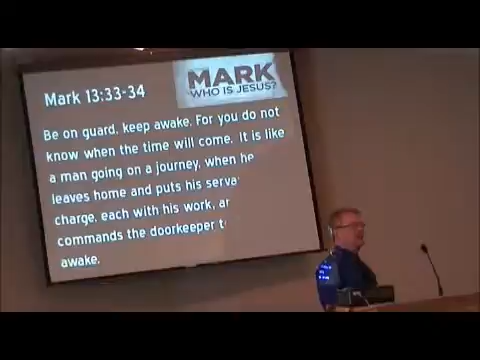 MARK
WHO IS JESUS?
Mark 13:33-34
Be on guard, keep awake. For you do not
know when the time will come. It is like
a man going on a journey, when he
leaves home and puts his serva
charge, each with his work, ar
commands the doorkeeper t
awake.